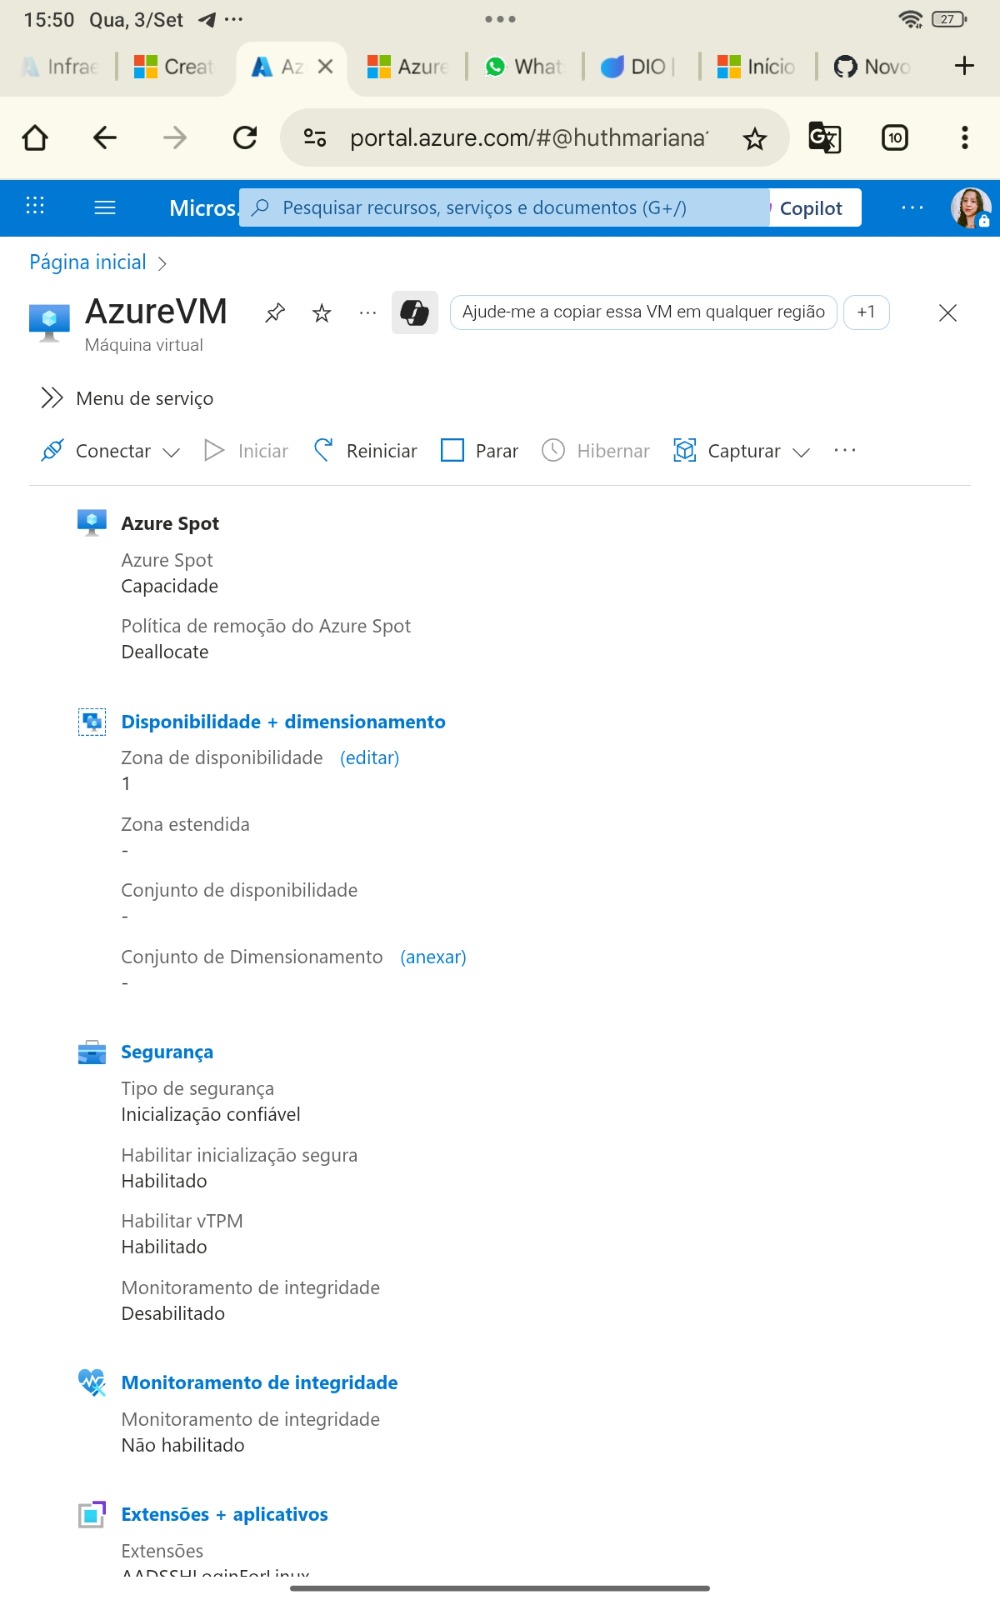 15:50 Qua, 3/Set
27
Infrae
Creat
Az
Azure
What
DIO |
Início
Novo
portal.azure.com/#@huthmariana
10
Micros.
Pesquisar recursos, serviços e documentos (G+/)
Copilot
Página inicial
AzureVM
Máquina virtual
Ajude-me a copiar essa VM em qualquer região
+1
Menu de serviço
Conectar
Iniciar
Reiniciar
Parar
Hibernar
Capturar
Azure Spot
Azure Spot
Capacidade
Política de remoção do Azure Spot
Deallocate
Disponibilidade + dimensionamento
Zona de disponibilidade (editar)
1
Zona estendida
-
Conjunto de disponibilidade
-
Conjunto de Dimensionamento (anexar)
-
Segurança
Tipo de segurança
Inicialização confiável
Habilitar inicialização segura
Habilitado
Habilitar vTPM
Habilitado
Monitoramento de integridade
Desabilitado
Monitoramento de integridade
Monitoramento de integridade
Não habilitado
Extensões + aplicativos
Extensões
AADSSHLoginForLinux